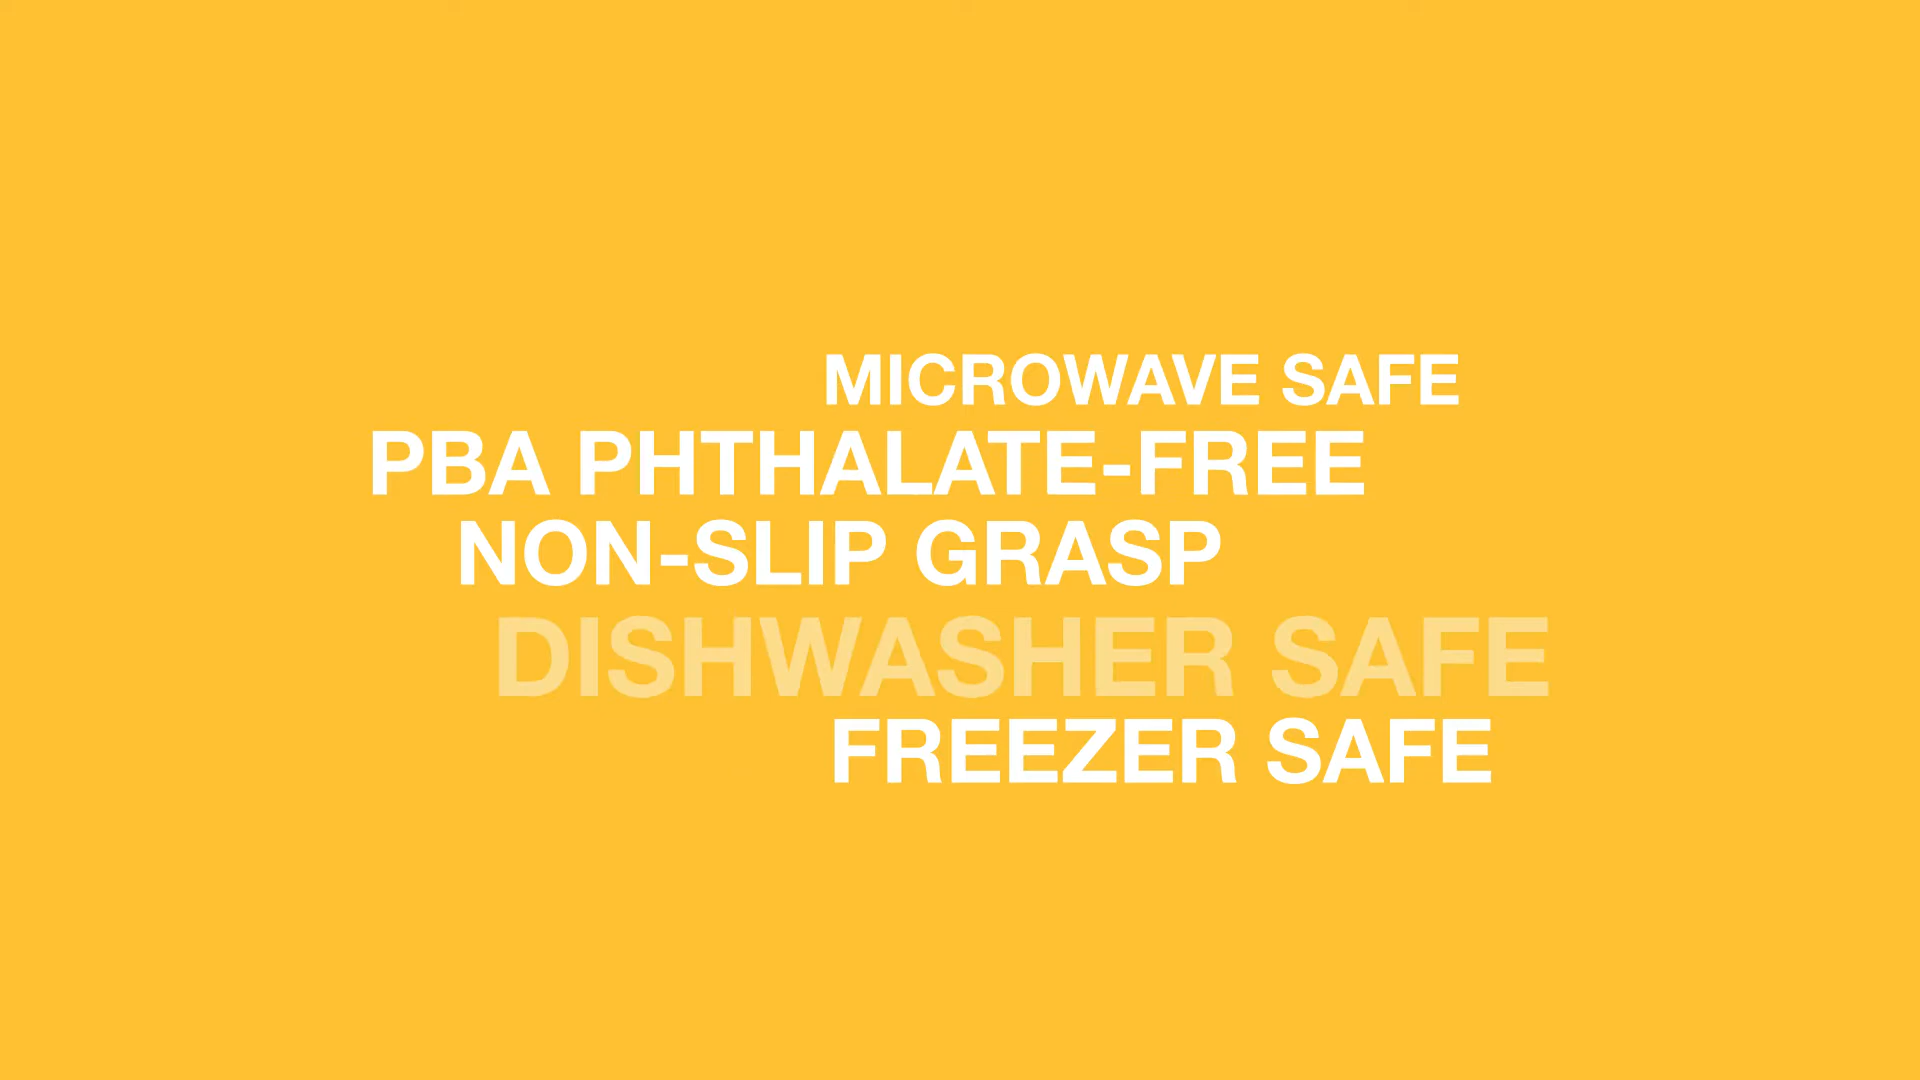 MICROWAVE SAFE
PBA PHTHALATE-FREE
NON-SLIP GRASP
DISHWASHER SAFE
FREEZER SAFE